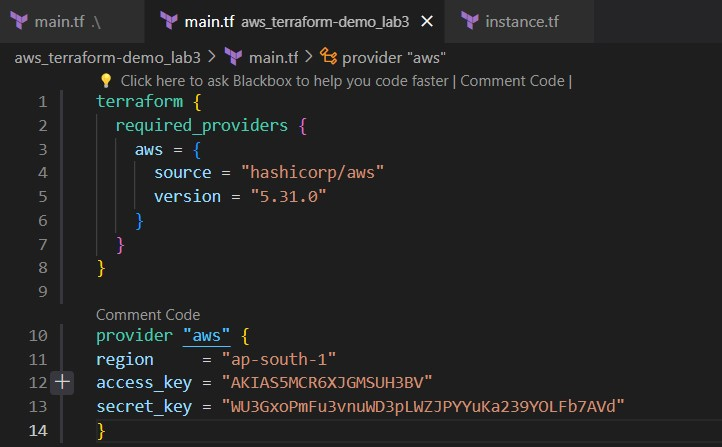 main.tf .\ main.tf aws_terraform-demo_lab3 × instance.tf
aws_terraform-demo_lab3 > main.tf > provider "aws"
Click here to ask Blackbox to help you code faster | Comment Code |
1 terraform {
2 required_providers {
3 aws = {
4 source = "hashicorp/aws"
5 version = "5.31.0"
6 }
7 }
8 }
9
Comment Code
10 provider "aws" {
11 region = "ap-south-1"
12 access_key = "AKIAS5MCR6XJGMSUH3BV"
13 secret_key = "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"
14 }